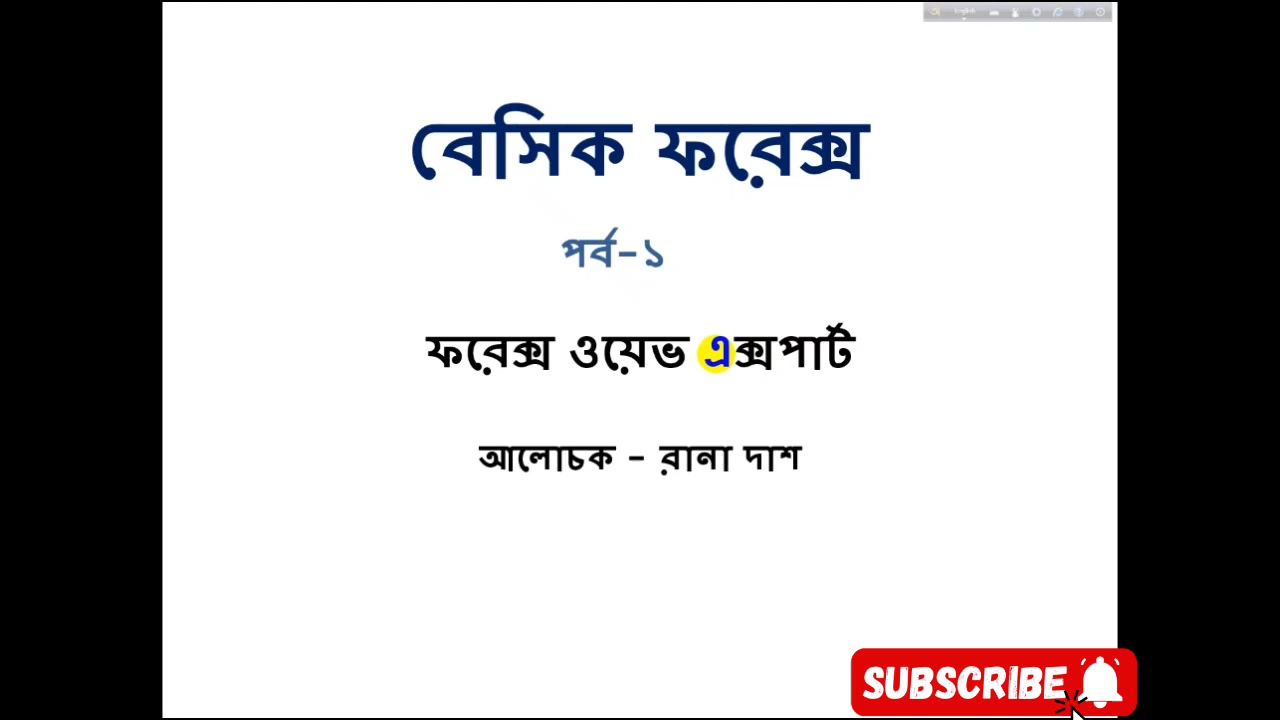 বেসিক ফরেক্স
পর্ব-১
ফরেক্স ওয়েভ এক্সপার্ট
আলোচক - রানা দাশ
SUBSCRIBE